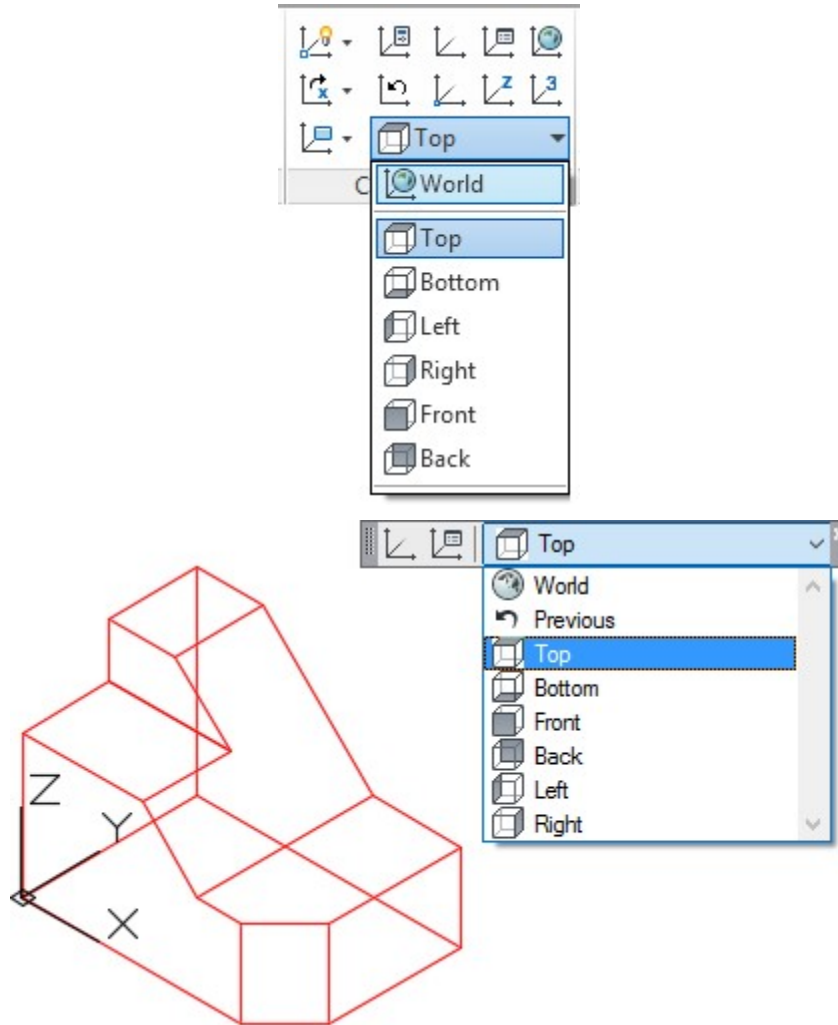 Top
C
World
Top
Bottom
Left
Right
Front
Back
Top
World
Previous
Top
Bottom
Front
Back
Left
Right
Z
Y
X